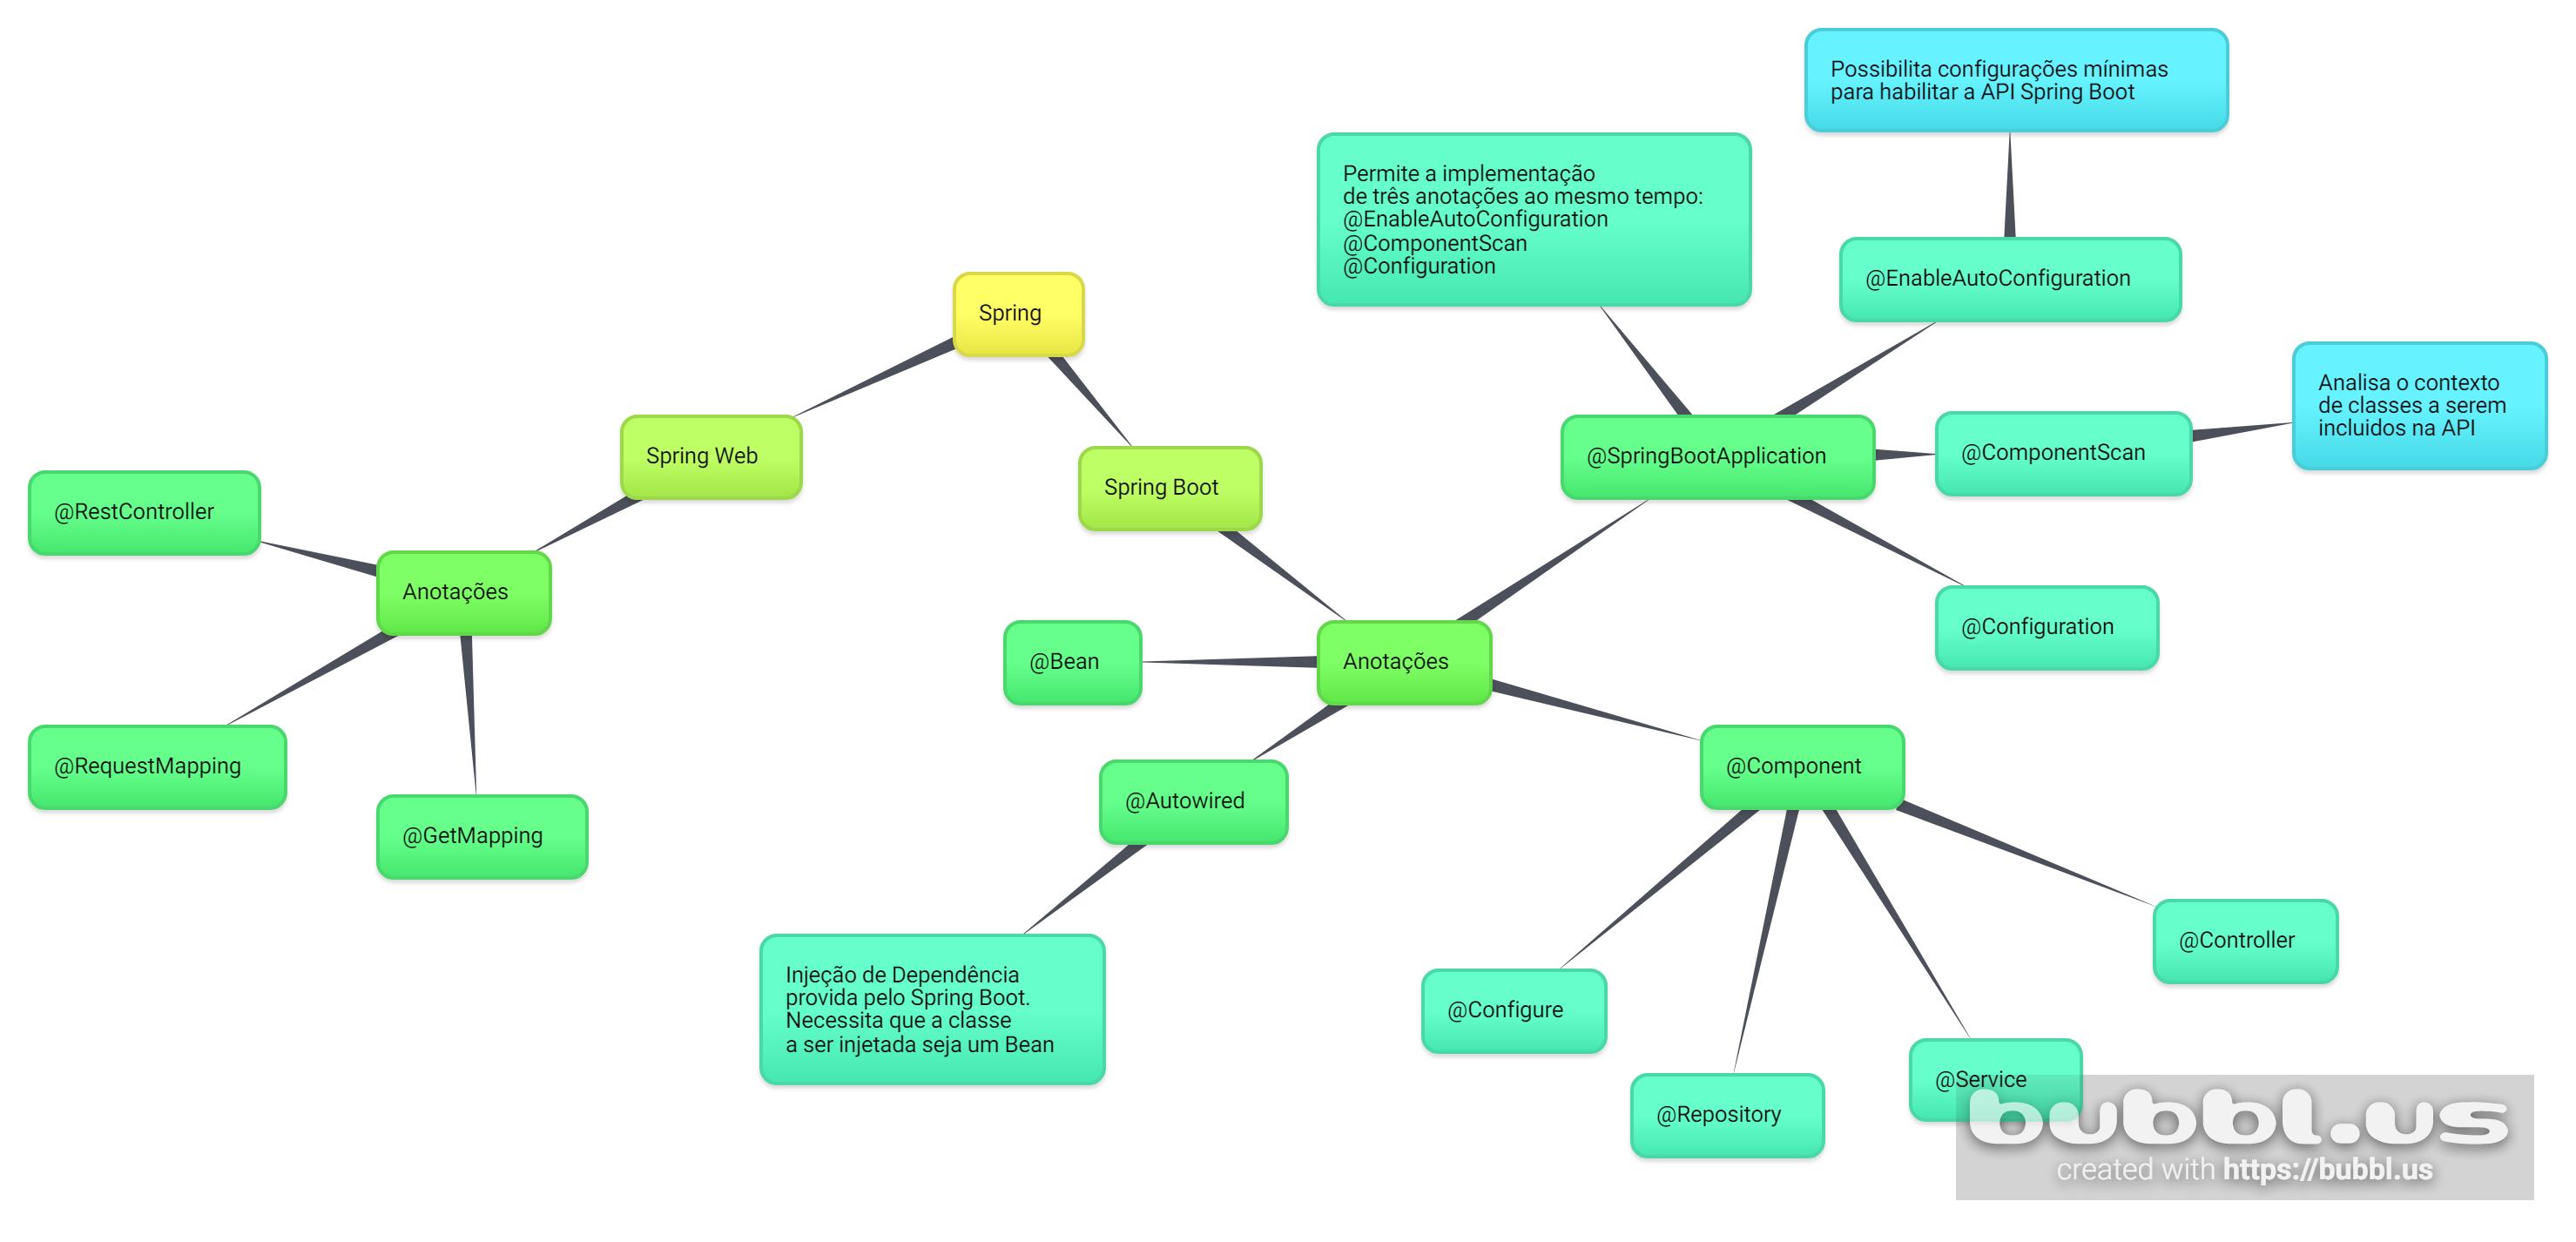 Possibilita configurações mínimas
para habilitar a API Spring Boot
Permite a implementação
de três anotações ao mesmo tempo:
@EnableAutoConfiguration
@ComponentScan
@Configuration
@EnableAutoConfiguration
Spring
Analisa o contexto
de classes a serem
incluidos na API
Spring Web
@SpringBootApplication
@ComponentScan
Spring Boot
@RestController
Anotações
@Configuration
@Bean
Anotações
@RequestMapping
@Component
@Autowired
@GetMapping
@Controller
Injeção de Dependência
provida pelo Spring Boot.
Necessita que a classe
a ser injetada seja um Bean
@Configure
@Service
@Repository
bubbl.us
created with https://bubbl.us